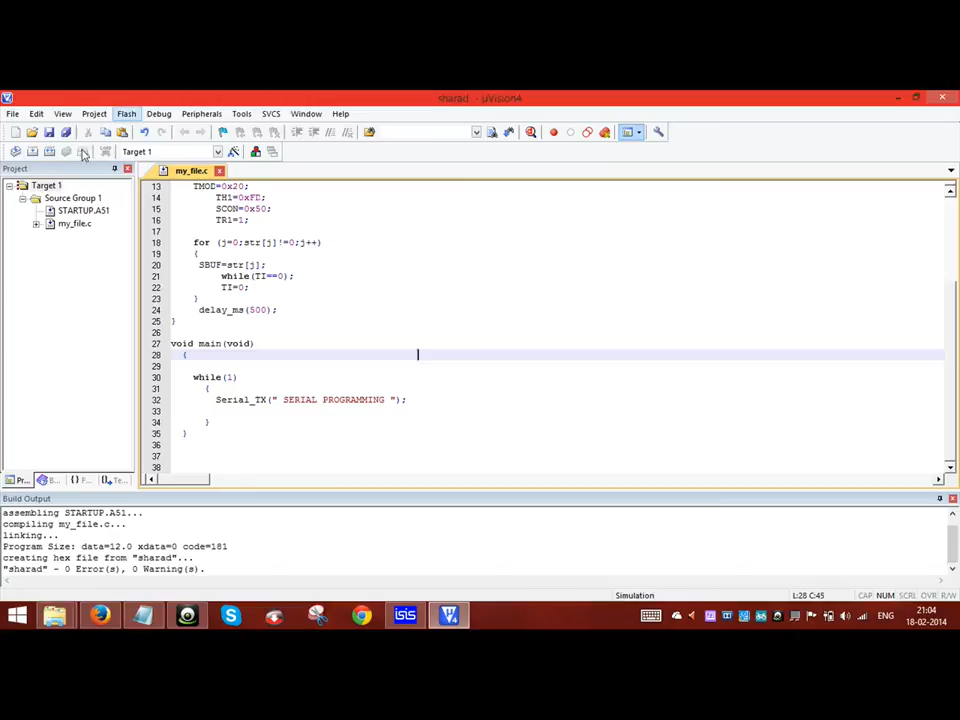 sharad - µVision4
File Edit View Project Flash Debug Peripherals Tools SVCS Window Help
Target 1
Project
my_file.c
Target 1
Source Group 1
STARTUP.A51
my_file.c
13 TMOD=0x20;
14 TH1=0xFD;
15 SCON=0x50;
16 TR1=1;
17
18 for (j=0;str[j]!=0;j++)
19 {
20 SBUF=str[j];
21 while(TI==0);
22 TI=0;
23 }
24 delay_ms(500);
25 }
26
27 void main(void)
28 {
29
30 while(1)
31 {
32 Serial_TX(" SERIAL PROGRAMMING ");
33
34 }
35 }
36
37
38
Pr... B... {} F... Te...
Build Output
assembling STARTUP.A51...
compiling my_file.c...
linking...
Program Size: data=12.0 xdata=0 code=181
creating hex file from "sharad"...
"sharad" - 0 Error(s), 0 Warning(s).
Simulation L:28 C:45 CAP NUM SCRL OVR R/W
isis
ENG
21:04
18-02-2014